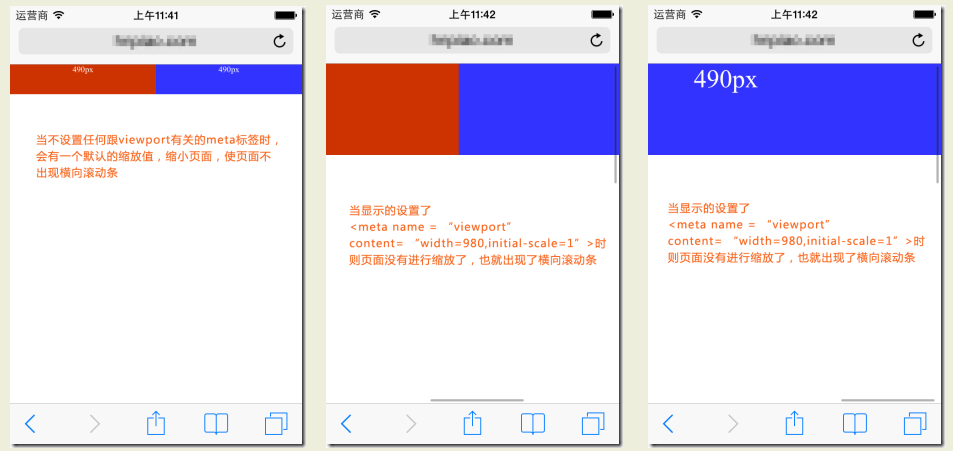 运营商 上午11:41
490px 490px
当不设置任何跟viewport有关的meta标签时，
会有一个默认的缩放值，缩小页面，使页面不
出现横向滚动条
运营商 上午11:42
当显示的设置了
<meta name = “viewport”
content= “width=980,initial-scale=1”>时
则页面没有进行缩放了，也就出现了横向滚动条
运营商 上午11:42
490px
当显示的设置了
<meta name = “viewport”
content= “width=980,initial-scale=1”>时
则页面没有进行缩放了，也就出现了横向滚动条